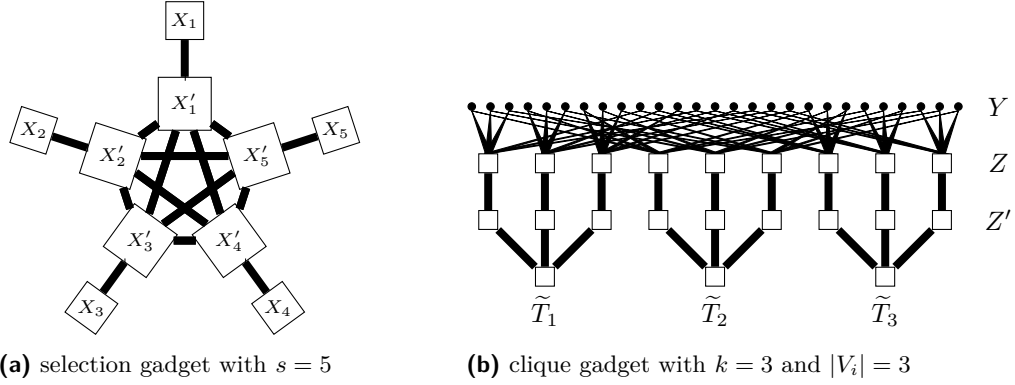 X₁
X′₁
X₂
X′₂
X′₅
X₅
X′₃
X′₄
X₃
X₄
(a) selection gadget with s = 5
Y
Z
Z′
T̃₁ T̃₂ T̃₃
(b) clique gadget with k = 3 and |Vᵢ| = 3